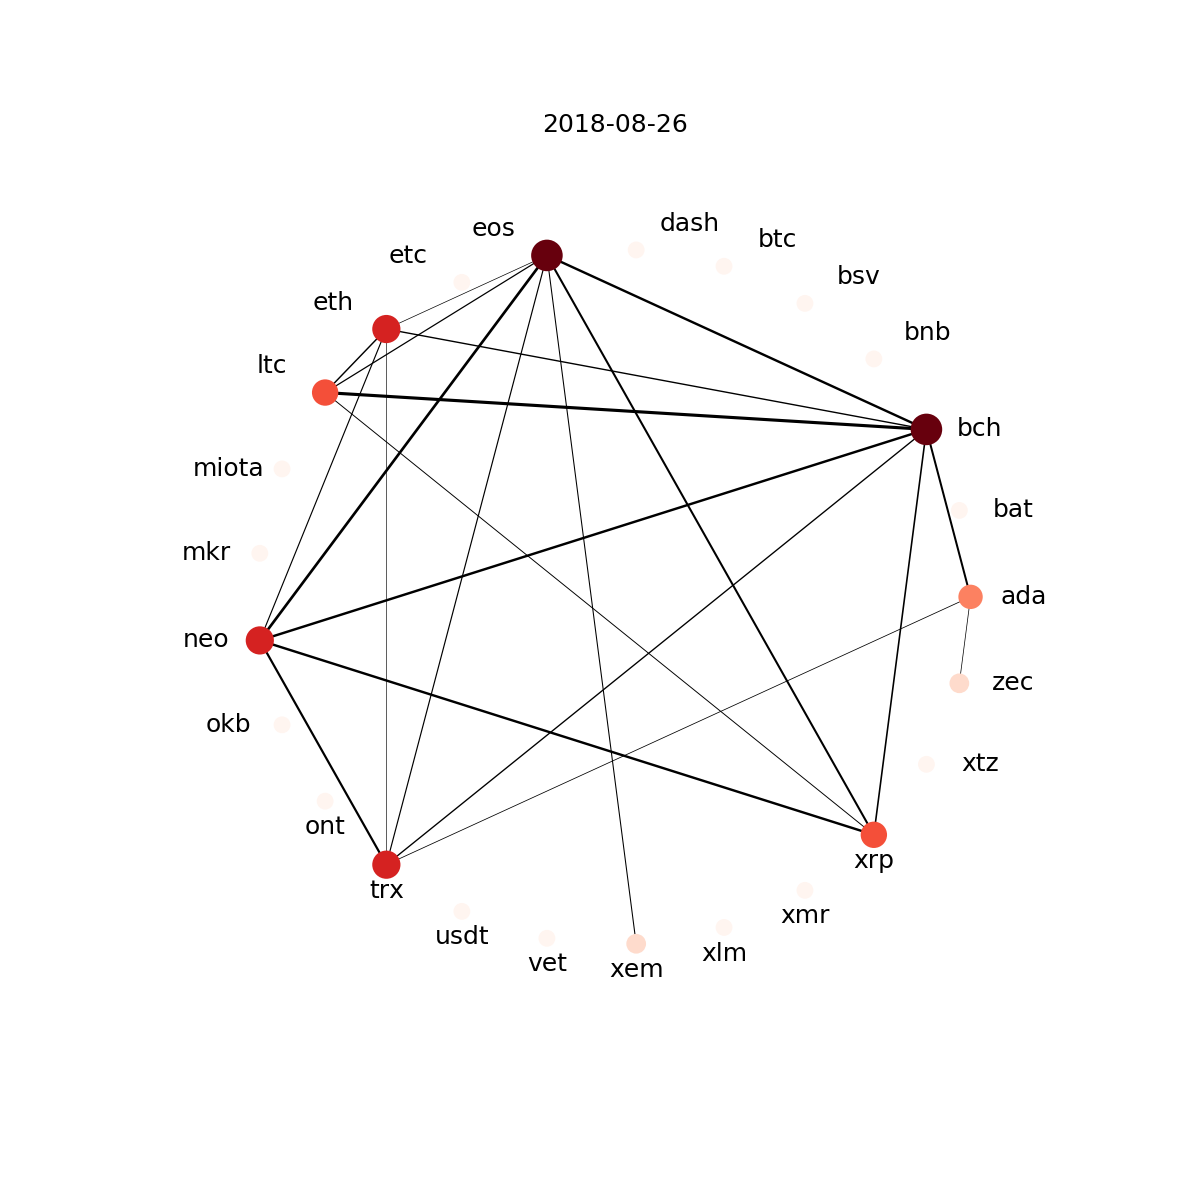 2018-08-26
dash
eos
btc
etc
bsv
eth
bnb
ltc
bch
miota
bat
mkr
ada
neo
zec
okb
xtz
ont
xrp
trx
xmr
usdt
xlm
vet
xem